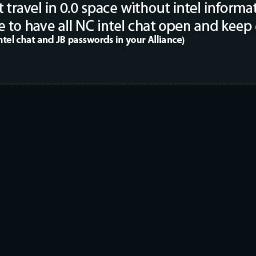 t travel in 0.0 space without intel informat
e to have all NC intel chat open and keep
ntel chat and JB passwords in your Alliance)